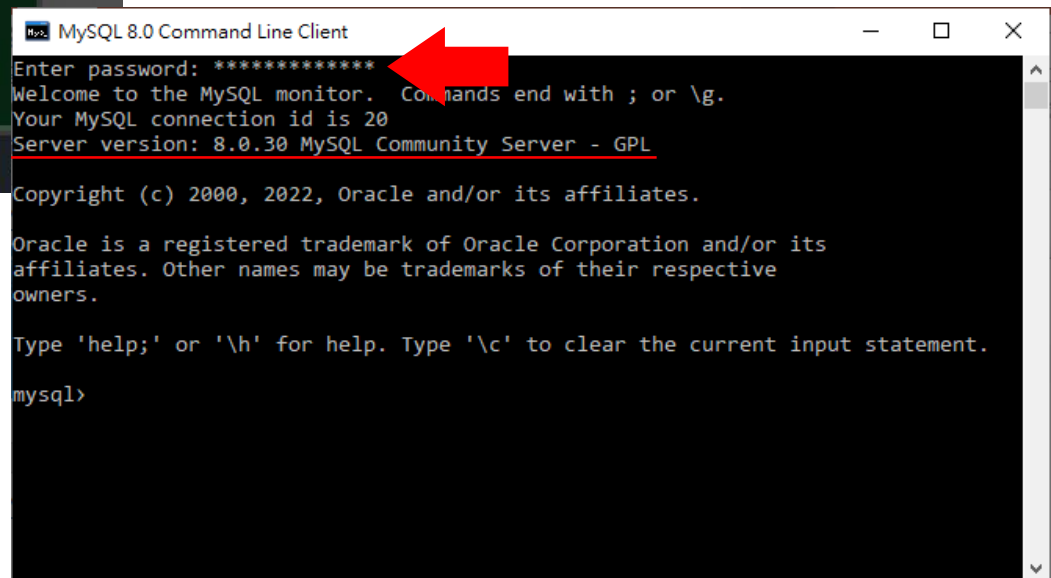 MySQL 8.0 Command Line Client
Enter password: *************
Welcome to the MySQL monitor.  Commands end with ; or \g.
Your MySQL connection id is 20
Server version: 8.0.30 MySQL Community Server - GPL
Copyright (c) 2000, 2022, Oracle and/or its affiliates.
Oracle is a registered trademark of Oracle Corporation and/or its
affiliates. Other names may be trademarks of their respective
owners.
Type 'help;' or '\h' for help. Type '\c' to clear the current input statement.
mysql>